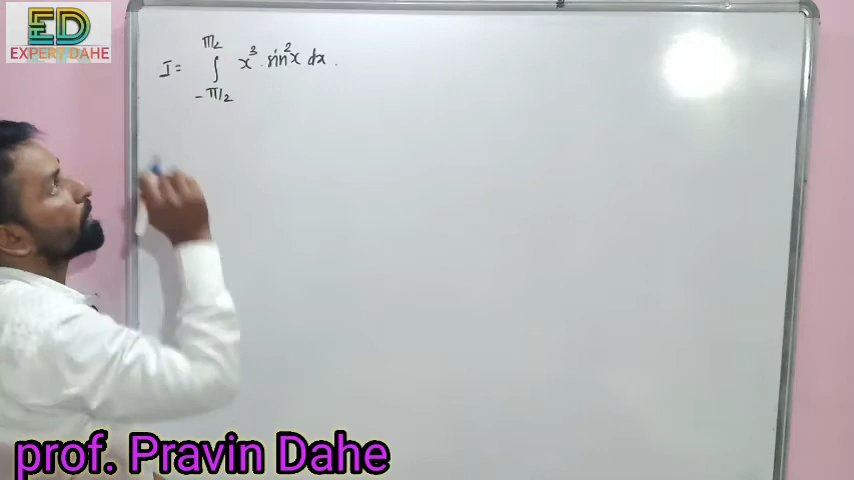 ED
EXPERT DAHE
I = ∫_{-π/2}^{π/2} x³ . sin²x dx .
prof. Pravin Dahe